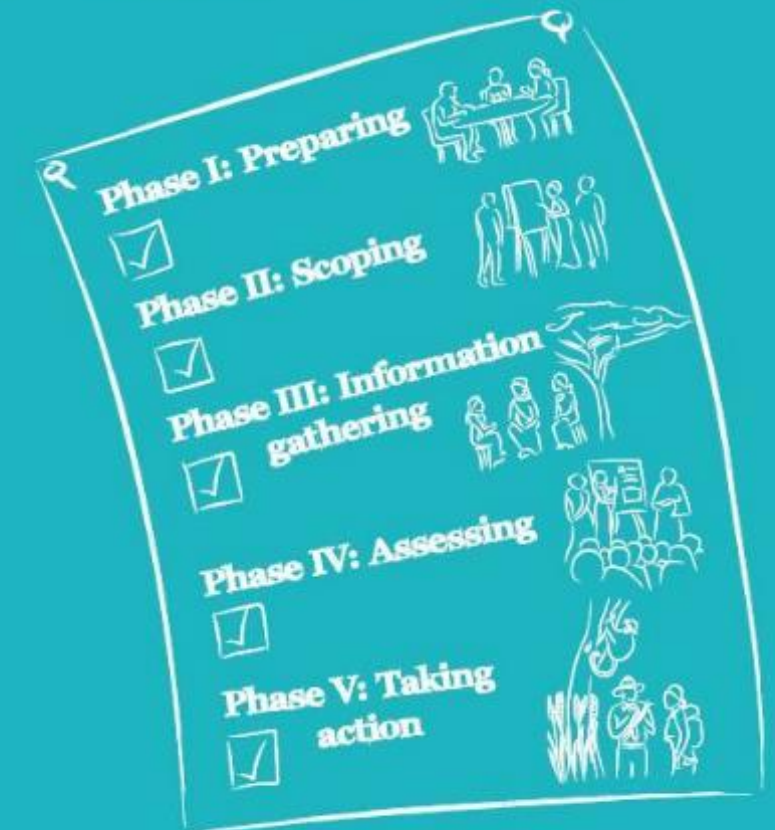 Phase I: Preparing
Phase II: Scoping
Phase III: Information
gathering
Phase IV: Assessing
Phase V: Taking
action